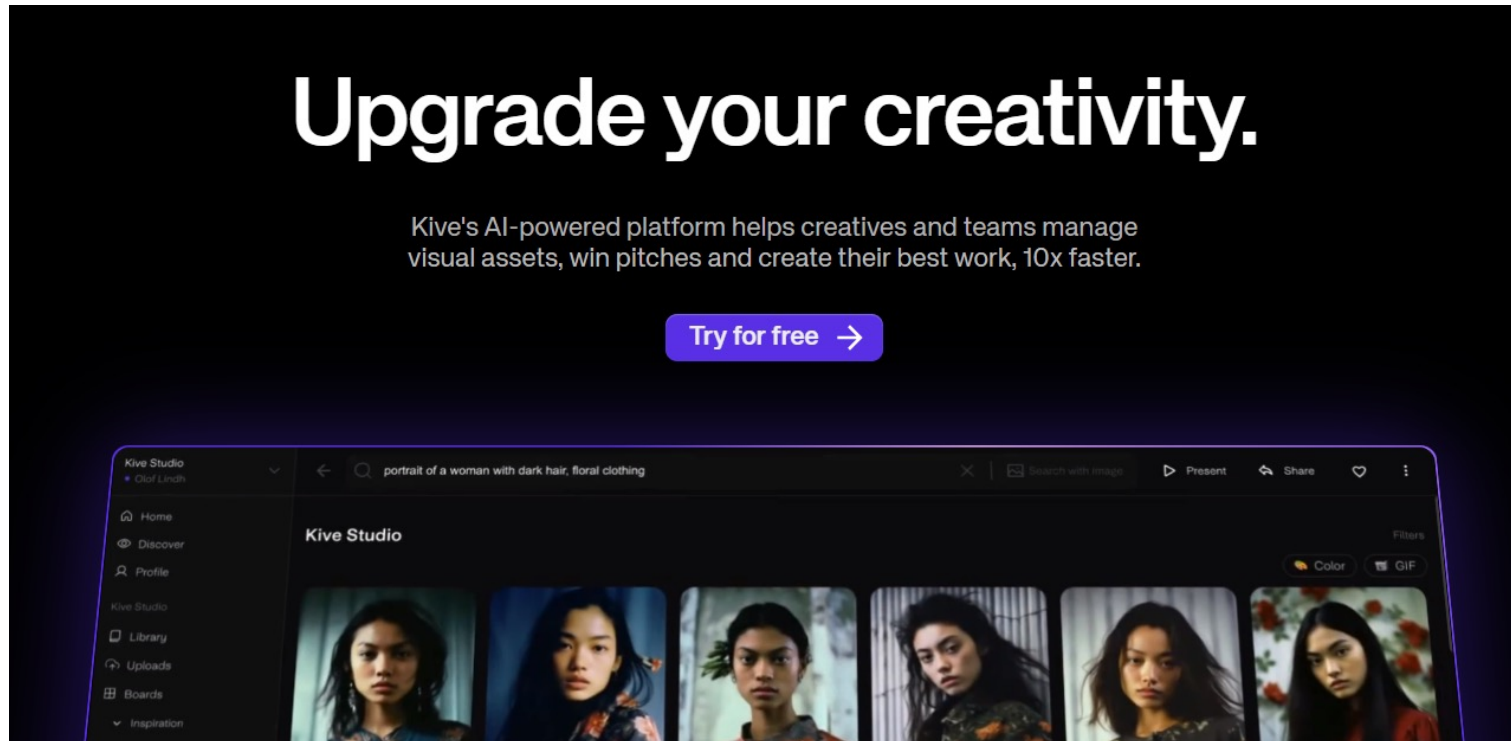 Upgrade your creativity.
Kive's AI-powered platform helps creatives and teams manage
visual assets, win pitches and create their best work, 10x faster.
Try for free
Kive Studio
Olof Lindh
portrait of a woman with dark hair, floral clothing
Search with image
Present
Share
Home
Discover
Profile
Kive Studio
Library
Uploads
Boards
Inspiration
Kive Studio
Filters
Color
GIF